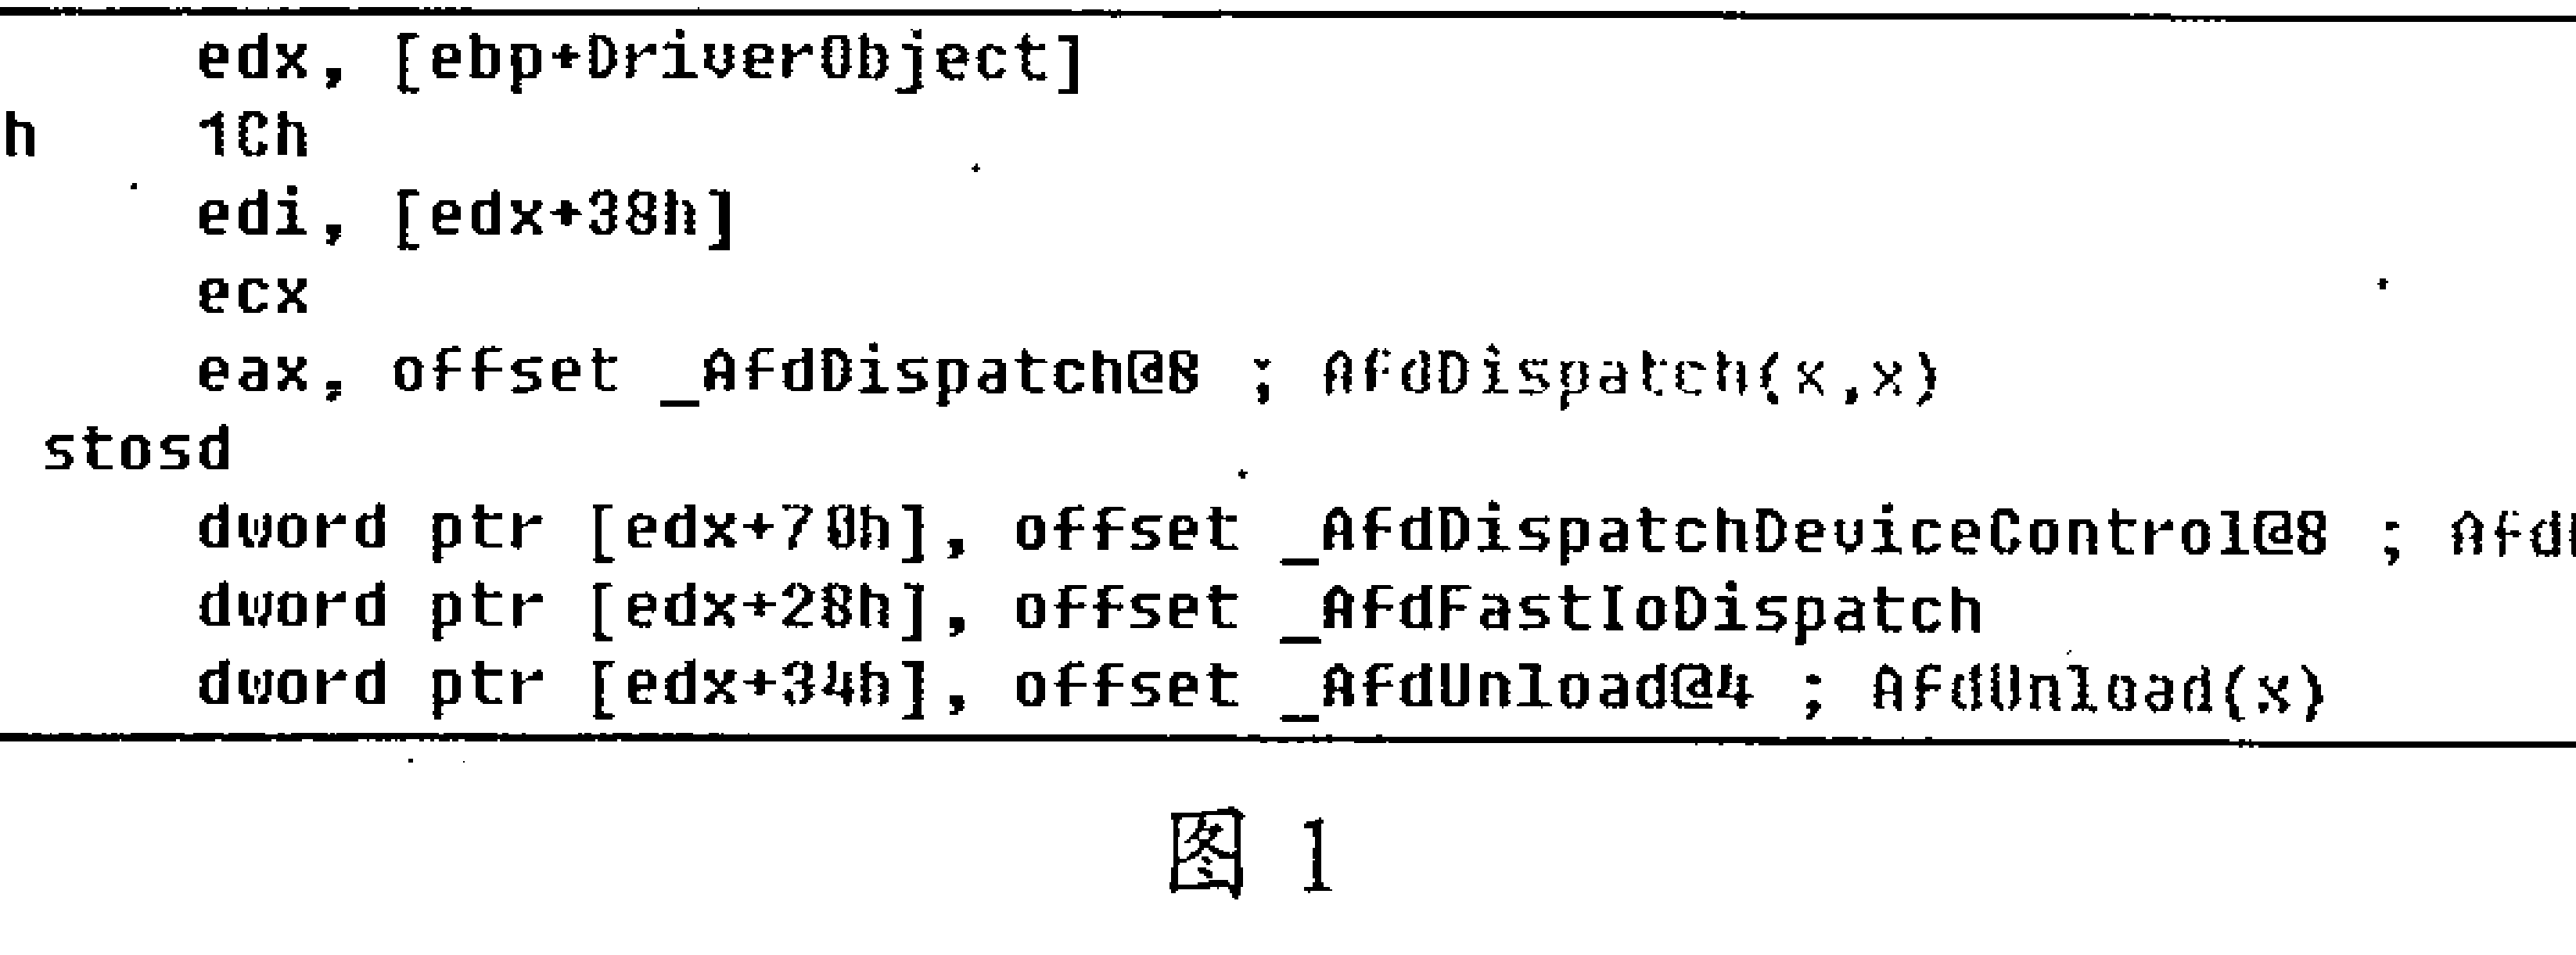 edx, [ebp+DriverObject]
h 1Ch
edi, [edx+38h]
ecx
eax, offset _AfdDispatch@8 ; AfdDispatch(x,x)
stosd
dword ptr [edx+70h], offset _AfdDispatchDeviceControl@8 ; Afd
dword ptr [edx+28h], offset _AfdFastIoDispatch
dword ptr [edx+34h], offset _AfdUnload@4 ; AfdUnload(x)
图 1